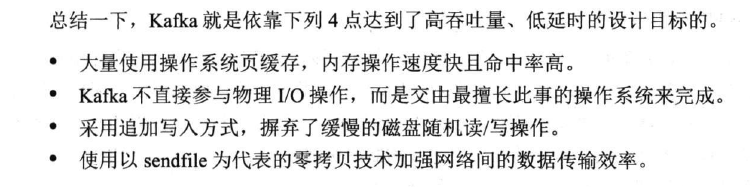 总结一下，Kafka 就是依靠下列 4 点达到了高吞吐量、低延时的设计目标的。
• 大量使用操作系统页缓存，内存操作速度快且命中率高。
• Kafka 不直接参与物理 I/O 操作，而是交由最擅长此事的操作系统来完成。
• 采用追加写入方式，摒弃了缓慢的磁盘随机读/写操作。
• 使用以 sendfile 为代表的零拷贝技术加强网络间的数据传输效率。